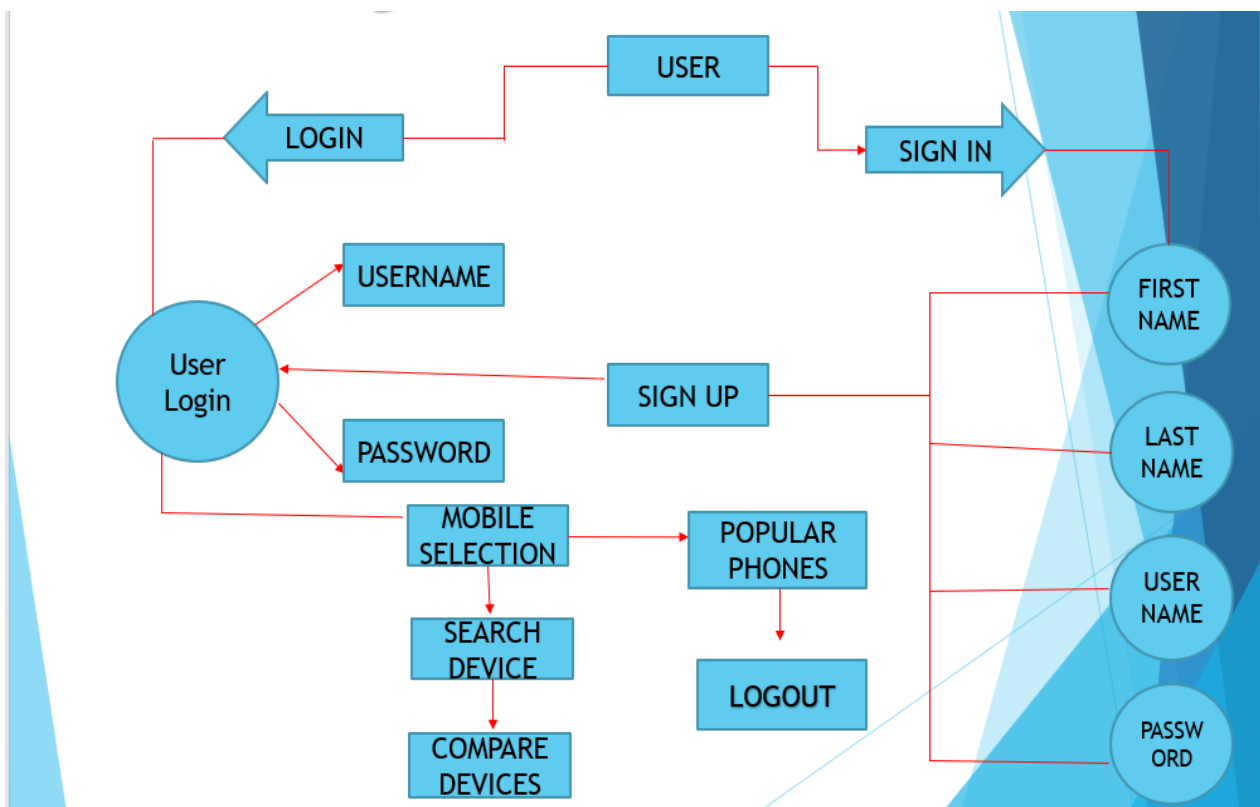 USER
LOGIN
SIGN IN
USERNAME
FIRST
NAME
User
Login
SIGN UP
PASSWORD
LAST
NAME
MOBILE
SELECTION
POPULAR
PHONES
USER
NAME
SEARCH
DEVICE
LOGOUT
PASSW
ORD
COMPARE
DEVICES